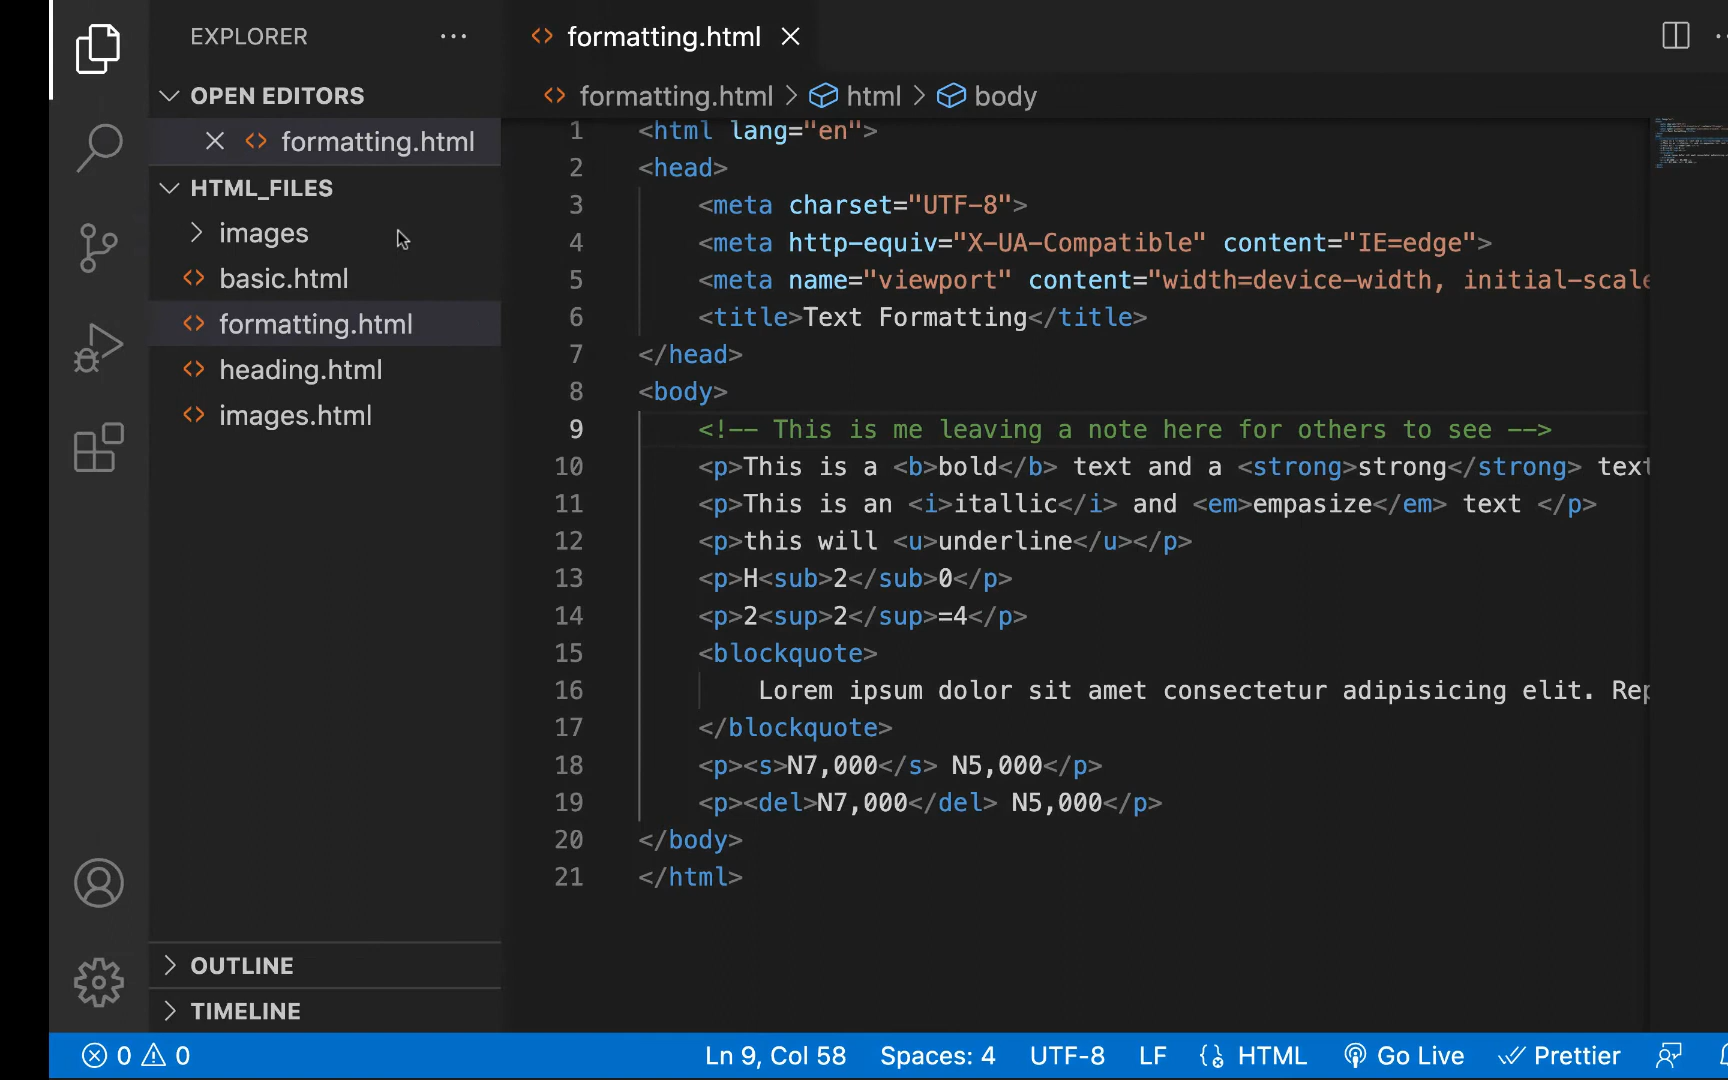 EXPLORER
OPEN EDITORS
formatting.html
HTML_FILES
images
basic.html
formatting.html
heading.html
images.html
OUTLINE
TIMELINE
formatting.html
formatting.html > html > body
1 <html lang="en">
2 <head>
3 <meta charset="UTF-8">
4 <meta http-equiv="X-UA-Compatible" content="IE=edge">
5 <meta name="viewport" content="width=device-width, initial-scale
6 <title>Text Formatting</title>
7 </head>
8 <body>
9 <!-- This is me leaving a note here for others to see -->
10 <p>This is a <b>bold</b> text and a <strong>strong</strong> text
11 <p>This is an <i>itallic</i> and <em>empasize</em> text </p>
12 <p>this will <u>underline</u></p>
13 <p>H<sub>2</sub>0</p>
14 <p>2<sup>2</sup>=4</p>
15 <blockquote>
16 Lorem ipsum dolor sit amet consectetur adipisicing elit. Rep
17 </blockquote>
18 <p><s>N7,000</s> N5,000</p>
19 <p><del>N7,000</del> N5,000</p>
20 </body>
21 </html>
0 0 Ln 9, Col 58 Spaces: 4 UTF-8 LF HTML Go Live Prettier